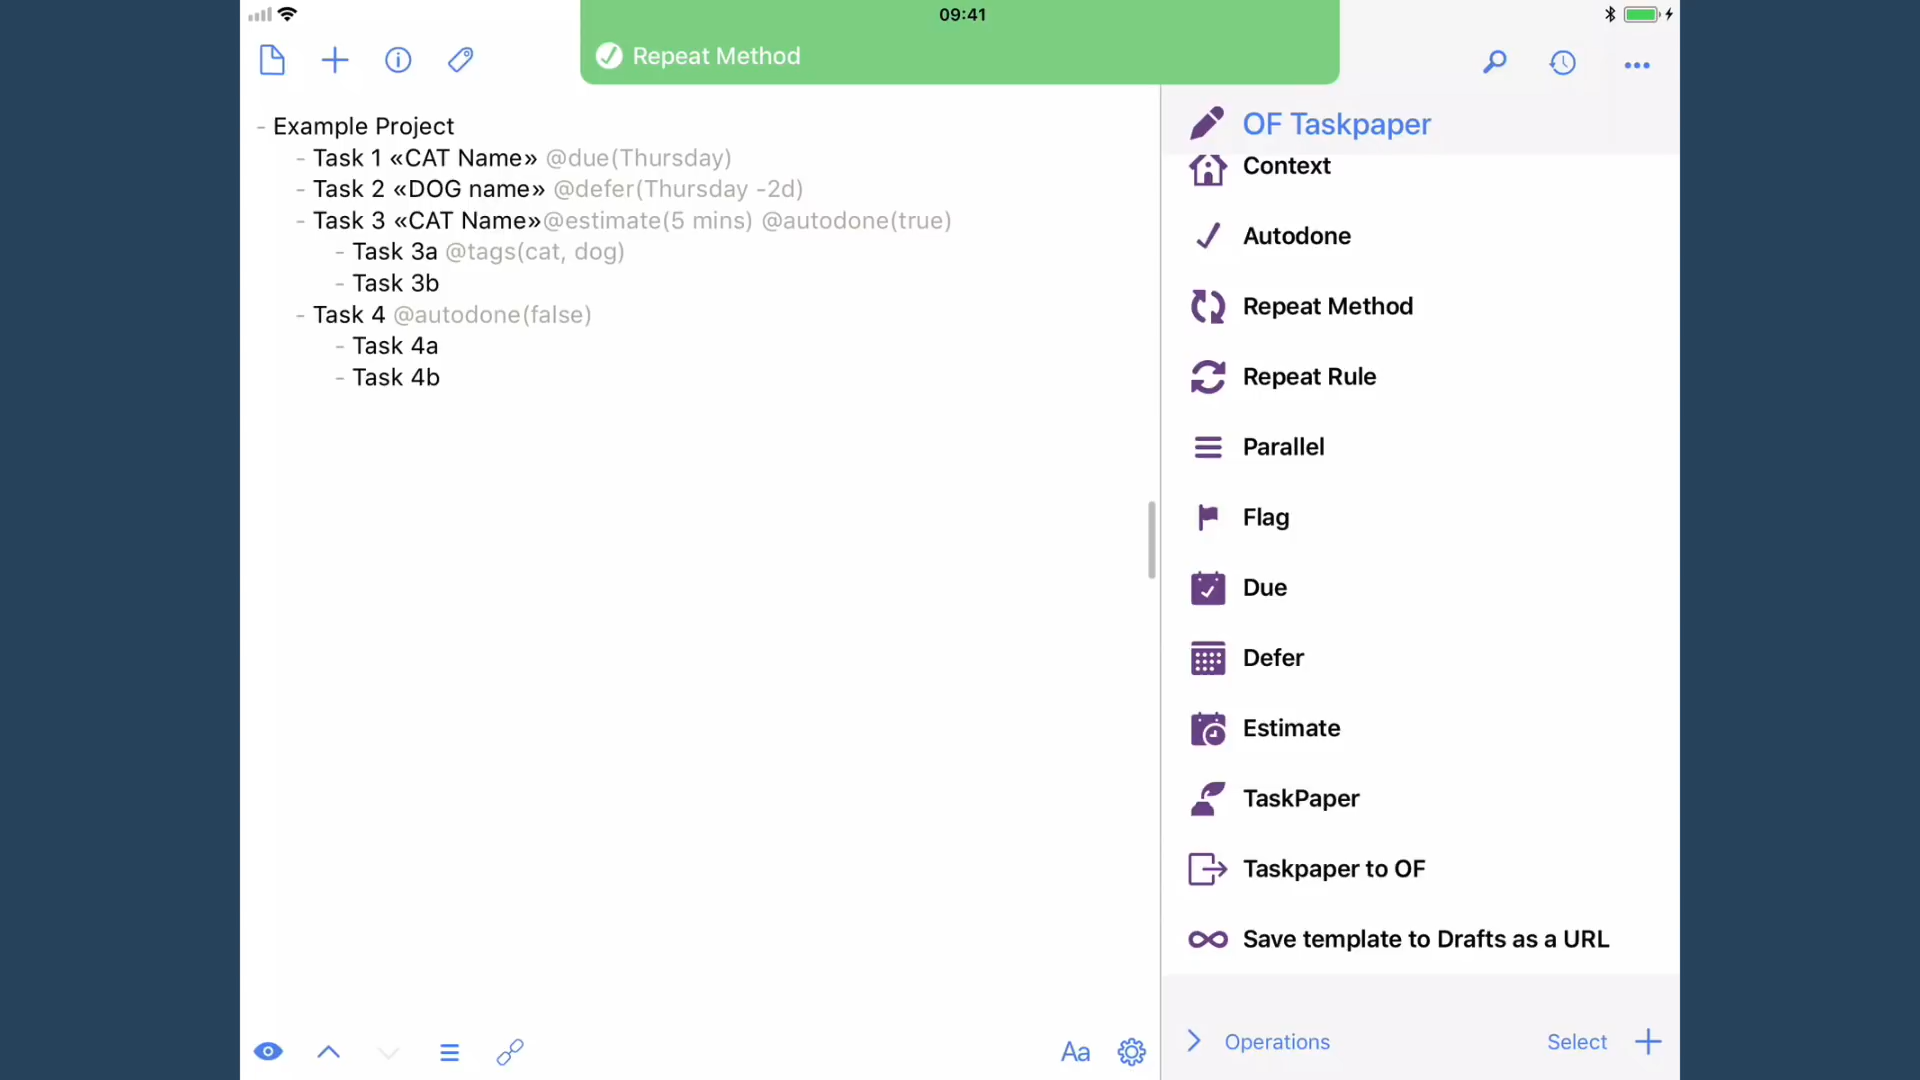 09:41
Repeat Method
- Example Project
- Task 1 «CAT Name» @due(Thursday)
- Task 2 «DOG name» @defer(Thursday -2d)
- Task 3 «CAT Name»@estimate(5 mins) @autodone(true)
- Task 3a @tags(cat, dog)
- Task 3b
- Task 4 @autodone(false)
- Task 4a
- Task 4b
Aa
OF Taskpaper
Context
Autodone
Repeat Method
Repeat Rule
Parallel
Flag
Due
Defer
Estimate
TaskPaper
Taskpaper to OF
Save template to Drafts as a URL
Operations
Select